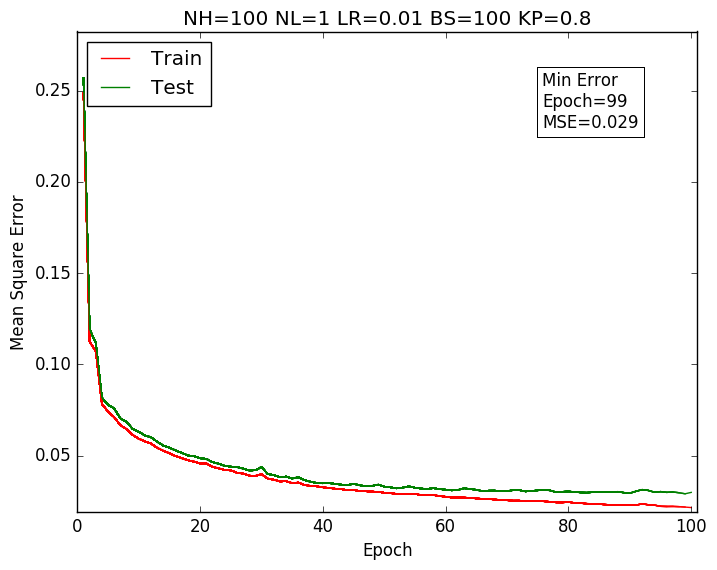 NH=100 NL=1 LR=0.01 BS=100 KP=0.8
Train
Test
Min Error
Epoch=99
MSE=0.029
0.25
0.20
0.15
0.10
0.05
Mean Square Error
0 20 40 60 80 100
Epoch